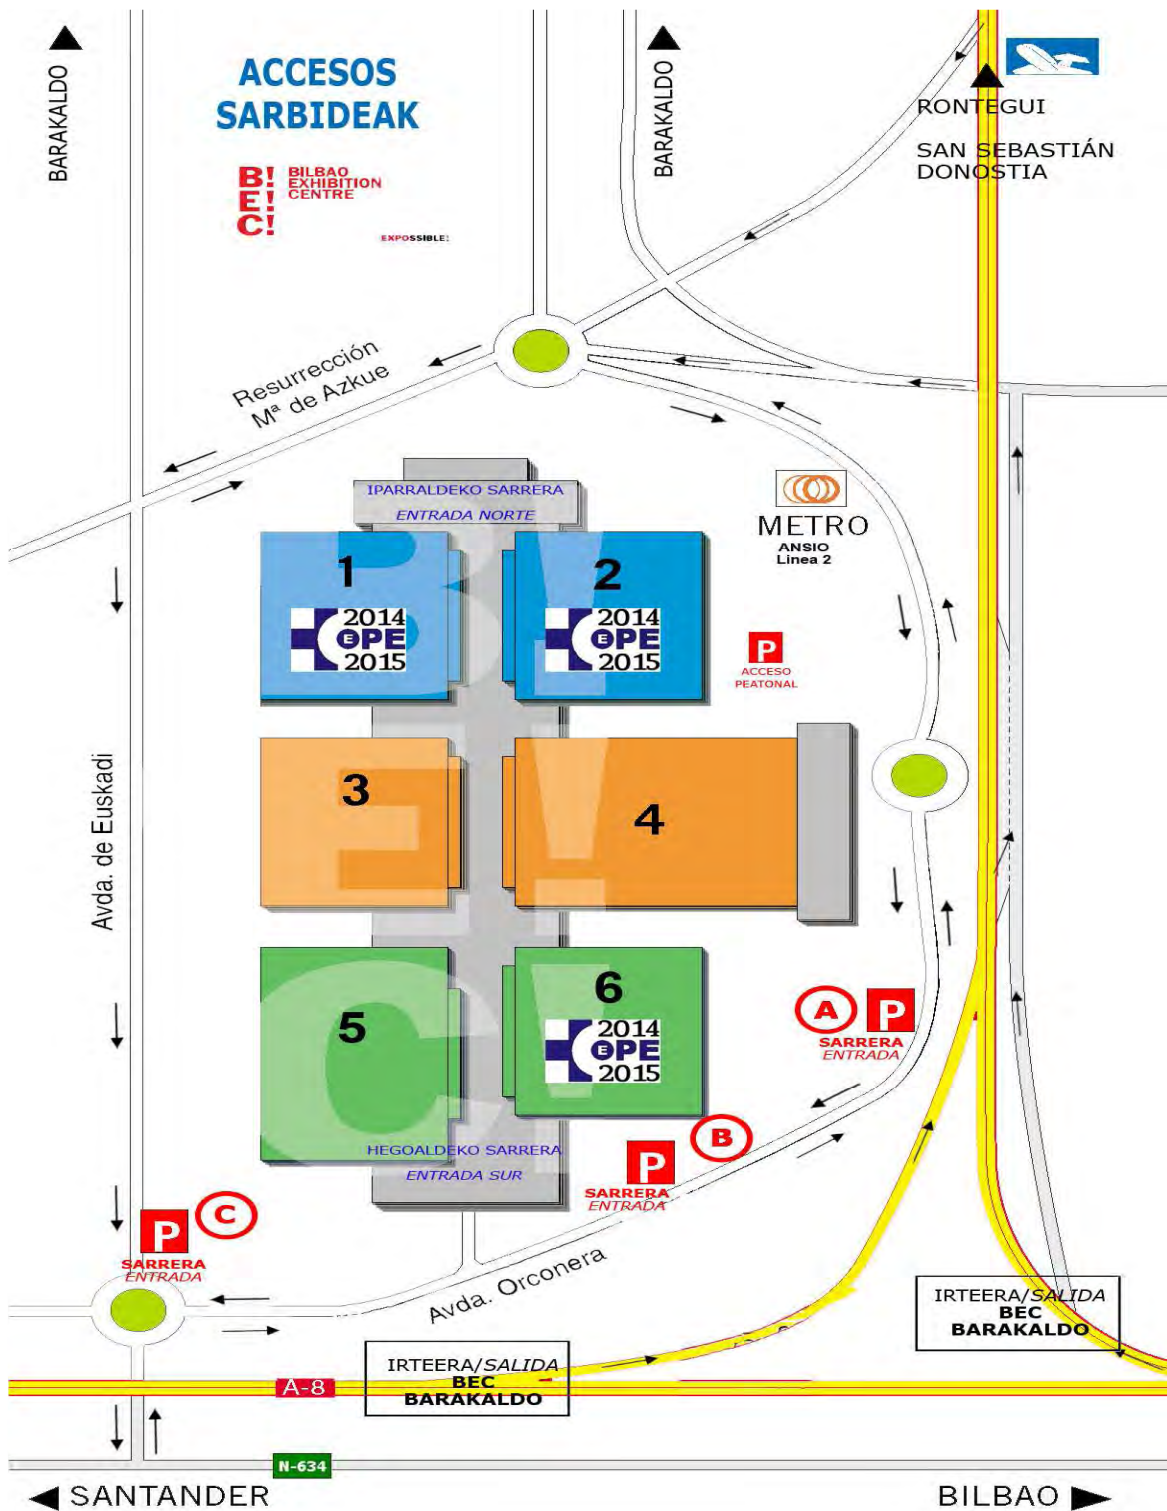 BARAKALDO
ACCESOS
SARBIDEAK
B!
E!
C!
BILBAO
EXHIBITION
CENTRE
EXPOSSIBLE!
BARAKALDO
RONTEGUI
SAN SEBASTIÁN
DONOSTIA
Resurrección
Mª de Azkue
IPARRALDEKO SARRERA
ENTRADA NORTE
METRO
ANSIO
Linea 2
1
2014
OPE
2015
2
2014
OPE
2015
P
ACCESO
PEATONAL
B!
E!
C!
3
4
Avda. de Euskadi
5
6
2014
OPE
2015
A
P
SARRERA
ENTRADA
HEGOALDEKO SARRERA
ENTRADA SUR
B
P
SARRERA
ENTRADA
C
P
SARRERA
ENTRADA
Avda. Orconera
IRTEERA/SALIDA
BEC
BARAKALDO
IRTEERA/SALIDA
BEC
BARAKALDO
A-8
N-634
SANTANDER
BILBAO